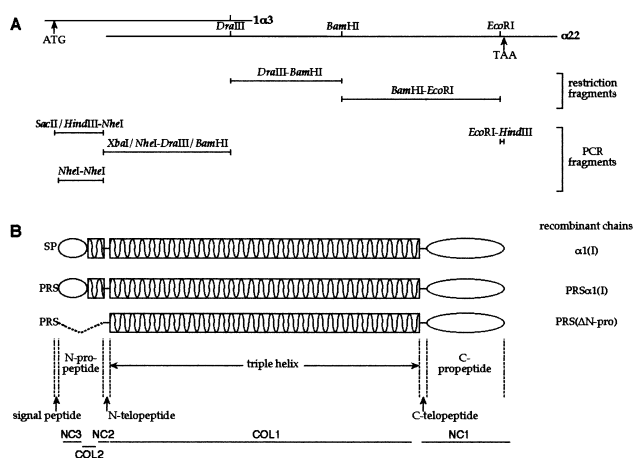 A
1α3
ATG
DraIII
BamHI
EcoRI
α22
TAA
DraIII-BamHI
BamHI-EcoRI
restriction
fragments
SacII/HindIII-NheI
XbaI/NheI-DraIII/BamHI
EcoRI-HindIII
NheI-NheI
PCR
fragments
B
recombinant chains
SP
α1(I)
PRS
PRSα1(I)
PRS
PRS(ΔN-pro)
N-pro-
peptide
triple helix
C-
propeptide
signal peptide
N-telopeptide
C-telopeptide
NC3
NC2
COL1
NC1
COL2